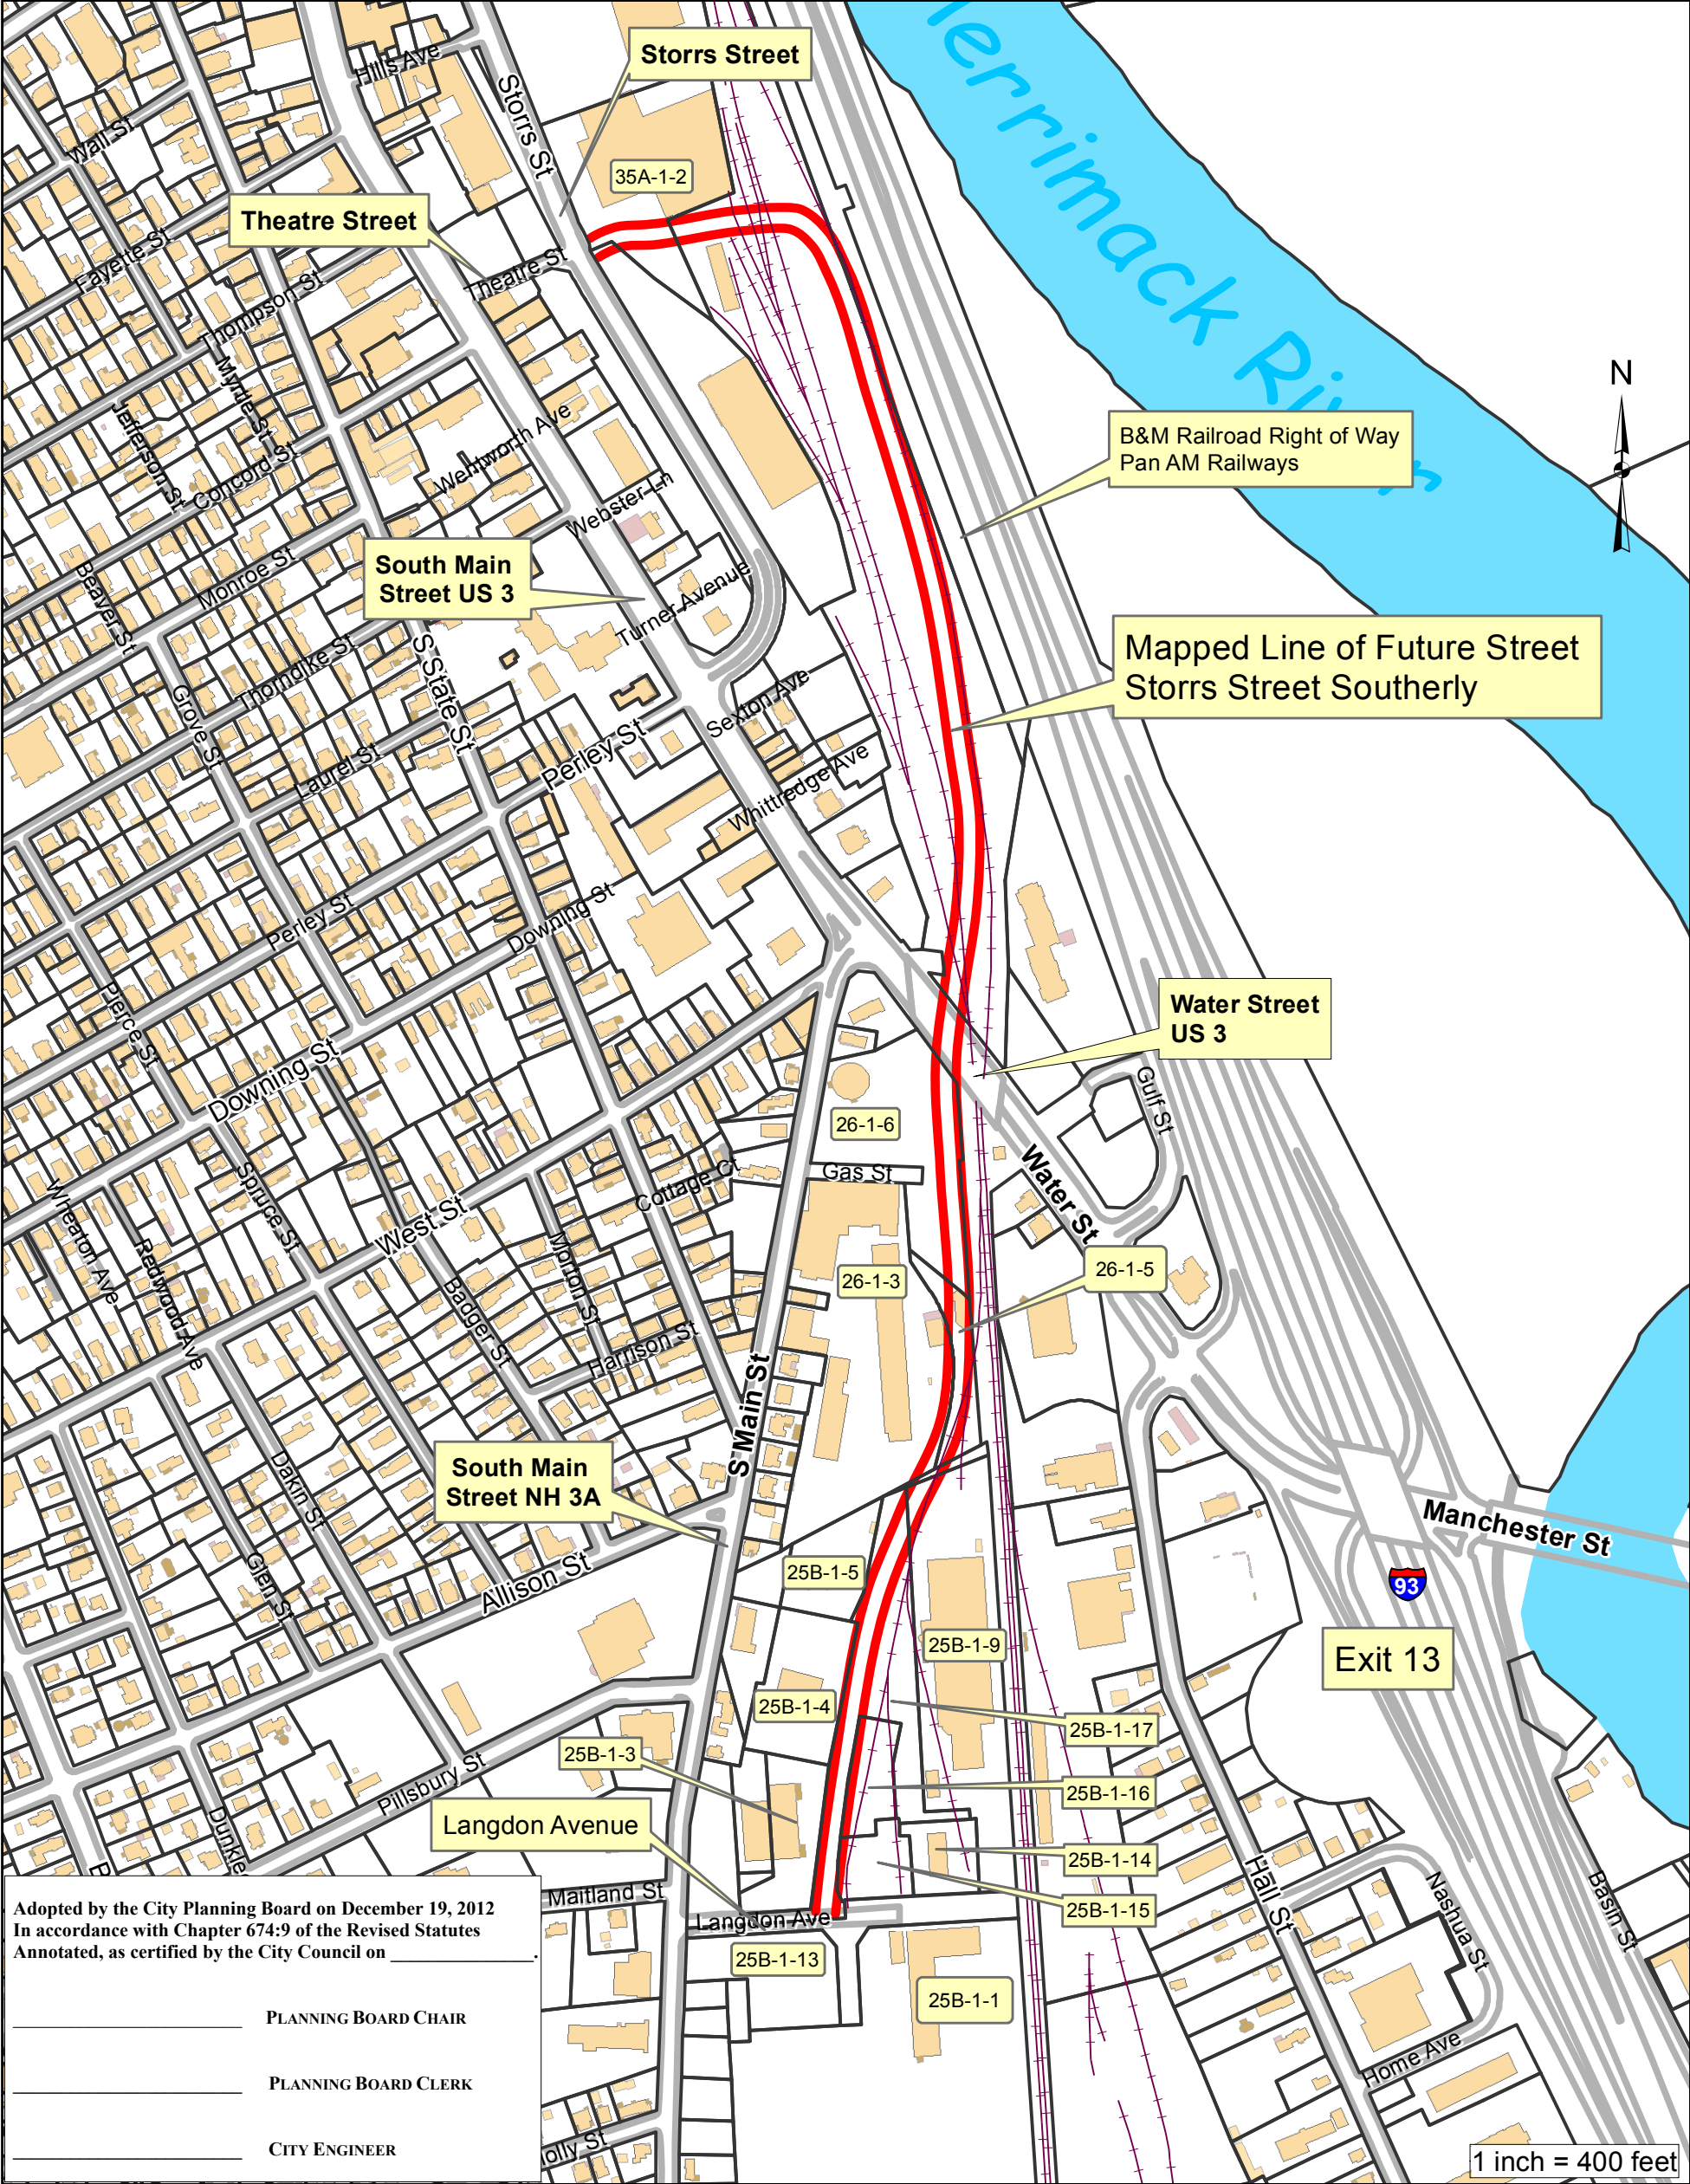 Storrs Street
Hills Ave
Storrs St
Merrimack River
Wall St
35A-1-2
Theatre Street
Theatre St
Fayette St
Thompson St
Myrtle St
Jefferson St
Concord St
Wentworth Ave
Webster Ln
N
B&M Railroad Right of Way
Pan AM Railways
South Main
Street US 3
Monroe St
Beaver St
Turner Avenue
Mapped Line of Future Street
Storrs Street Southerly
Thorndike St
S State St
Grove St
Sexton Ave
Perley St
Laurel St
Whittredge Ave
Perley St
Downing St
Pierce St
Water Street
US 3
Downing St
Gulf St
26-1-6
Gas St
Water St
Cottage Ct
Wheaton Ave
Redwood Ave
Spruce St
West St
Morton St
Badger St
26-1-3
26-1-5
Harrison St
S Main St
South Main
Street NH 3A
Dakin St
Glen St
Allison St
Manchester St
93
25B-1-5
25B-1-9
Exit 13
25B-1-4
25B-1-17
25B-1-3
Pillsbury St
25B-1-16
Langdon Avenue
25B-1-14
25B-1-15
Maitland St
Langdon Ave
Hall St
Nashua St
Basin St
25B-1-13
25B-1-1
Home Ave
Adopted by the City Planning Board on December 19, 2012
In accordance with Chapter 674:9 of the Revised Statutes
Annotated, as certified by the City Council on ________________.
PLANNING BOARD CHAIR
PLANNING BOARD CLERK
CITY ENGINEER
olly St
1 inch = 400 feet